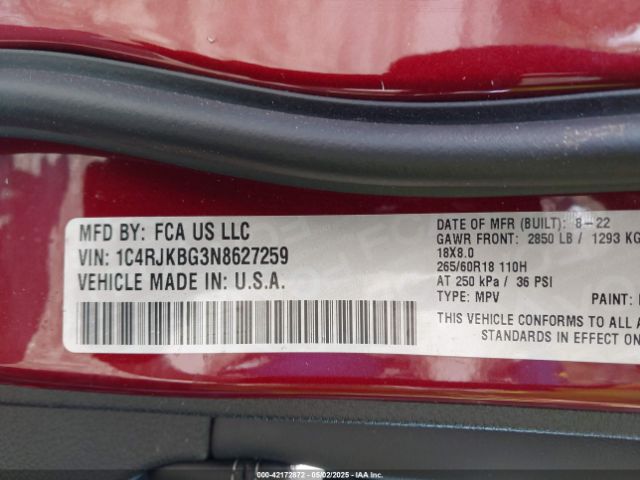 MFD BY: FCA US LLC
VIN: 1C4RJKBG3N8627259
VEHICLE MADE IN: U.S.A.
DATE OF MFR (BUILT): 8-22
GAWR FRONT: 2850 LB / 1293 KG
18X8.0
265/60R18 110H
AT 250 kPa / 36 PSI
TYPE: MPV PAINT:
THIS VEHICLE CONFORMS TO ALL A
STANDARDS IN EFFECT ON
000-42172872 - 05/02/2025 - IAAI.COM